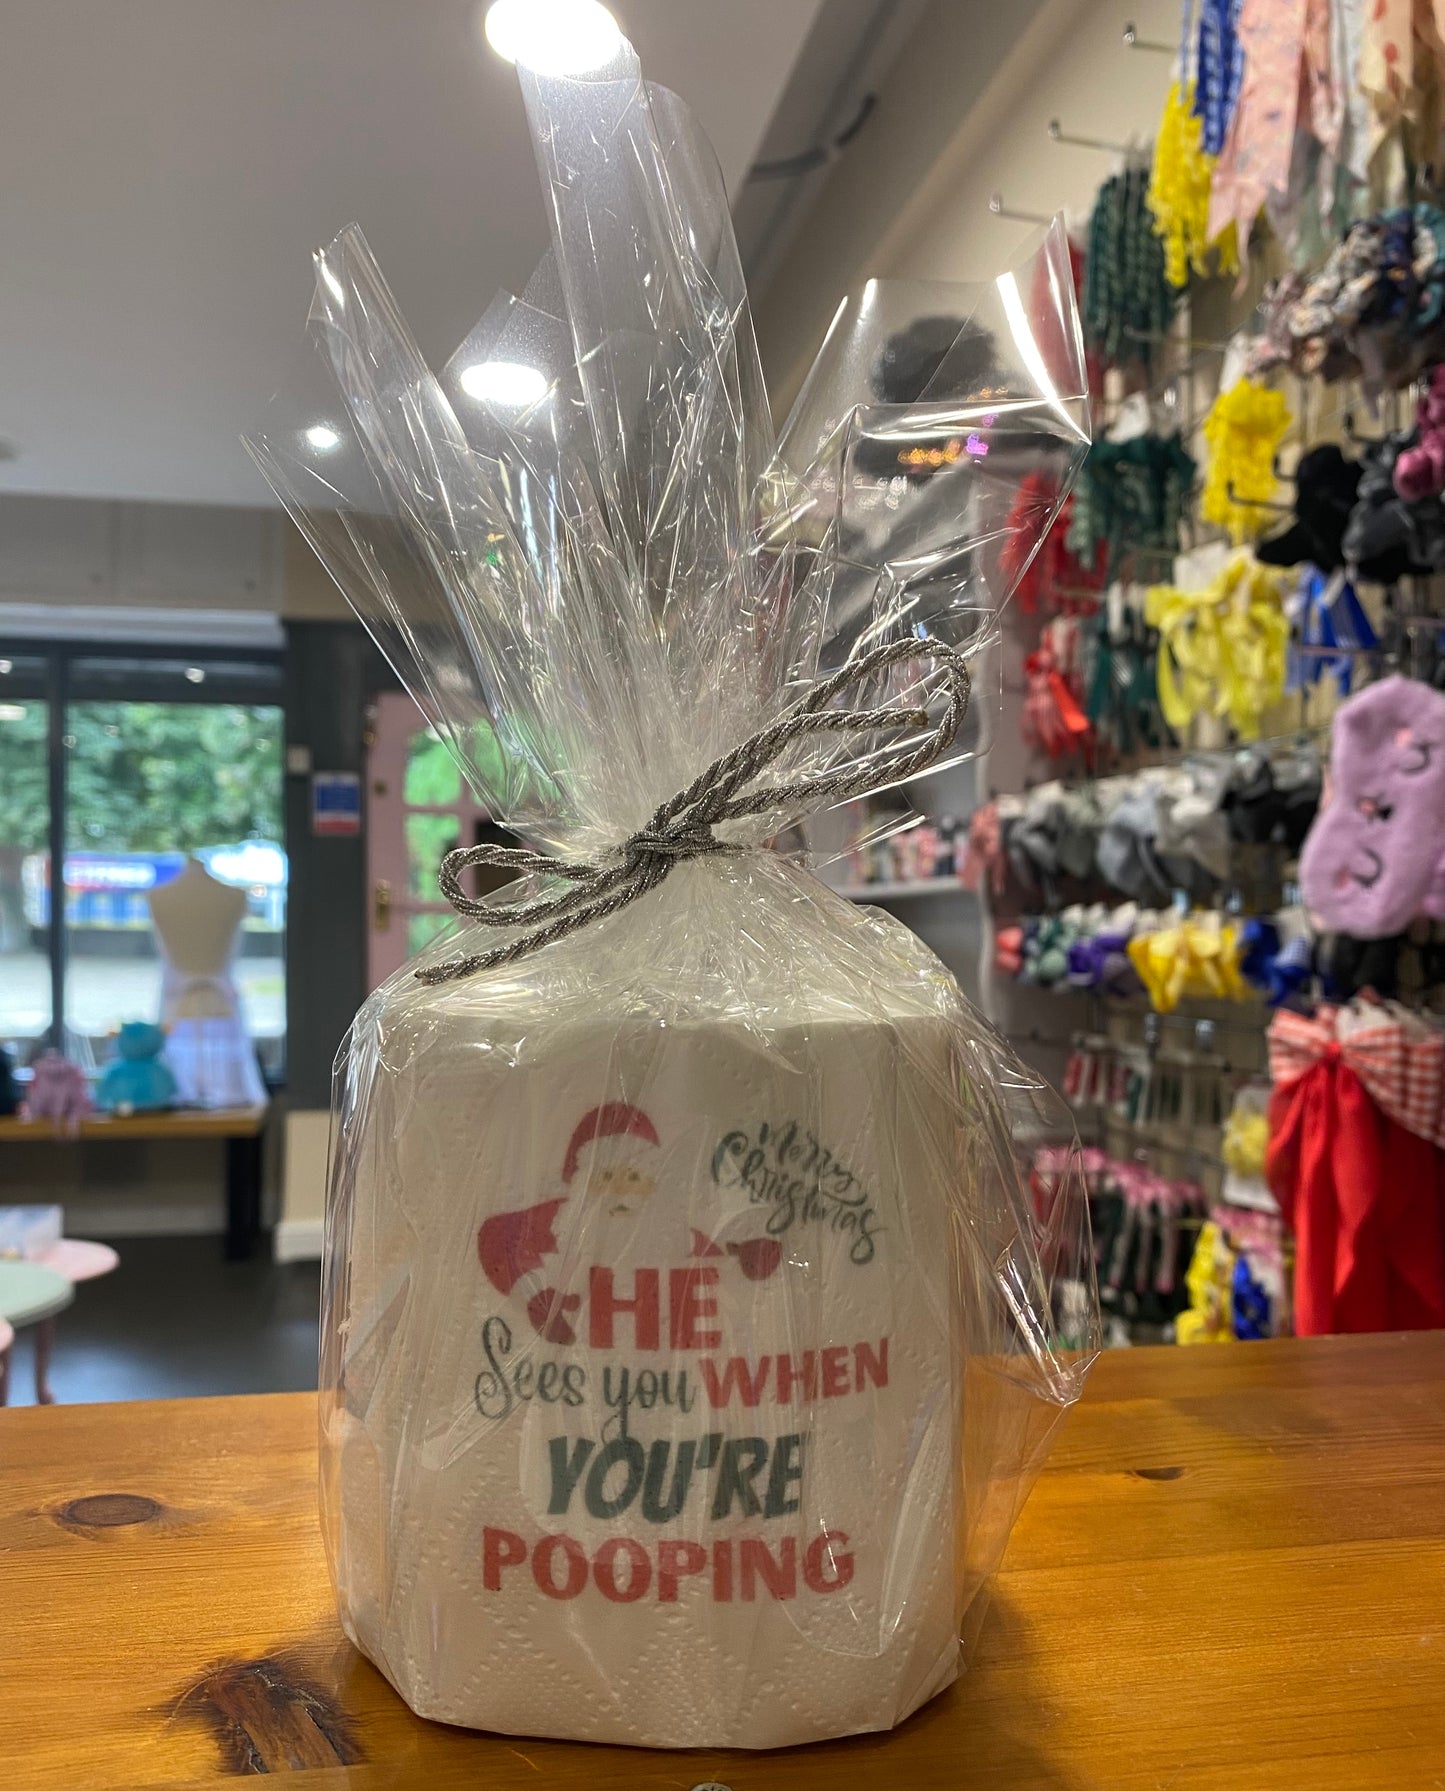 Merry
Christmas
HE
Sees you WHEN
YOU'RE
POOPING